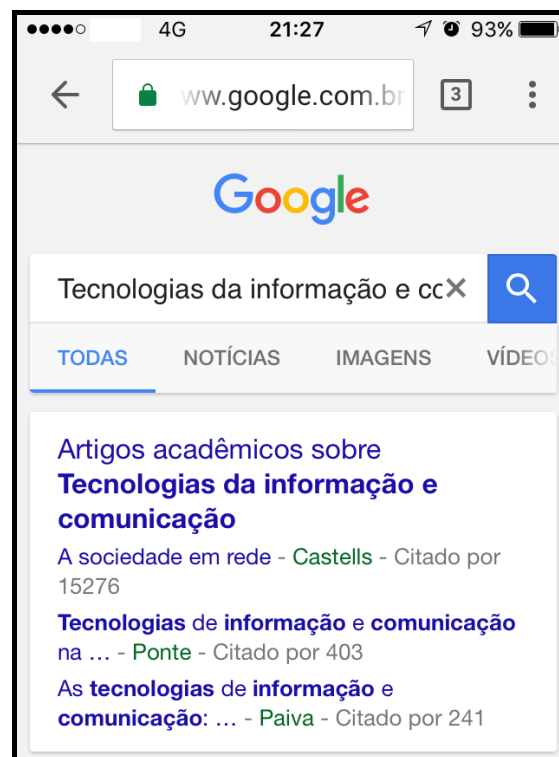 4G 21:27 93%
ww.google.com.br 3
Google
Tecnologias da informação e cc
TODAS NOTÍCIAS IMAGENS VÍDEOS
Artigos acadêmicos sobre
Tecnologias da informação e
comunicação
A sociedade em rede - Castells - Citado por
15276
Tecnologias de informação e comunicação
na … - Ponte - Citado por 403
As tecnologias de informação e
comunicação: … - Paiva - Citado por 241